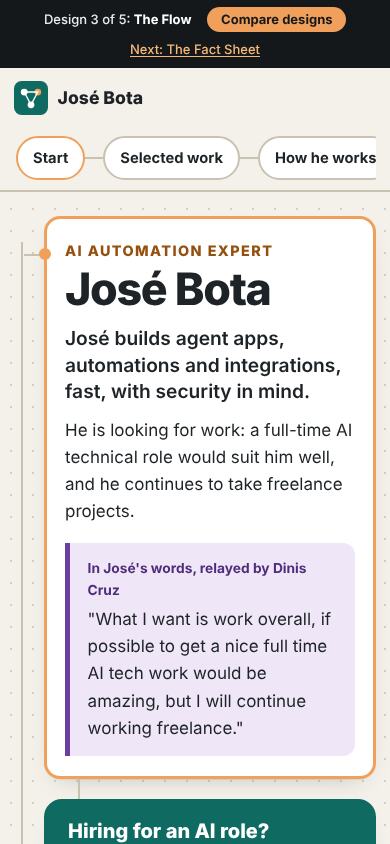 Design 3 of 5: The Flow
Compare designs
Next: The Fact Sheet
José Bota
Start
Selected work
How he works
AI AUTOMATION EXPERT
José Bota
José builds agent apps,
automations and integrations,
fast, with security in mind.
He is looking for work: a full-time AI
technical role would suit him well,
and he continues to take freelance
projects.
In José's words, relayed by Dinis
Cruz
"What I want is work overall, if
possible to get a nice full time
AI tech work would be
amazing, but I will continue
working freelance."
Hiring for an AI role?